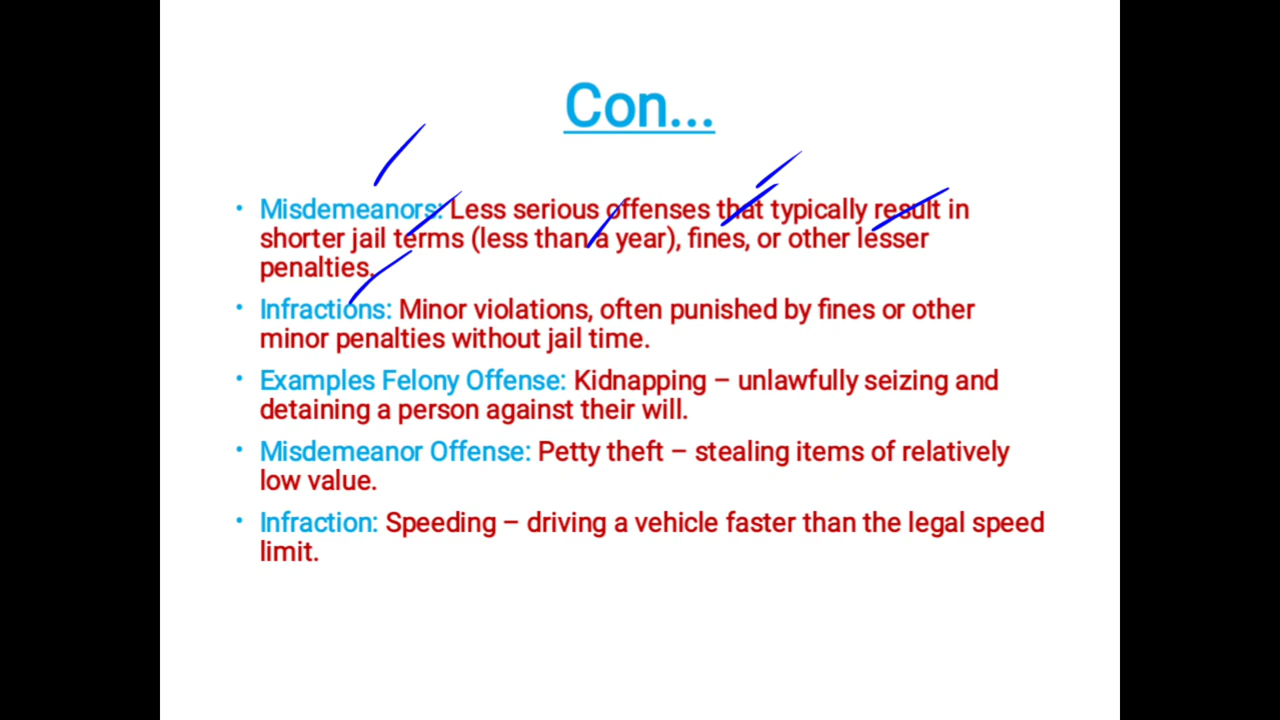 Con...
• Misdemeanors: Less serious offenses that typically result in
shorter jail terms (less than a year), fines, or other lesser
penalties.
• Infractions: Minor violations, often punished by fines or other
minor penalties without jail time.
• Examples Felony Offense: Kidnapping – unlawfully seizing and
detaining a person against their will.
• Misdemeanor Offense: Petty theft – stealing items of relatively
low value.
• Infraction: Speeding – driving a vehicle faster than the legal speed
limit.